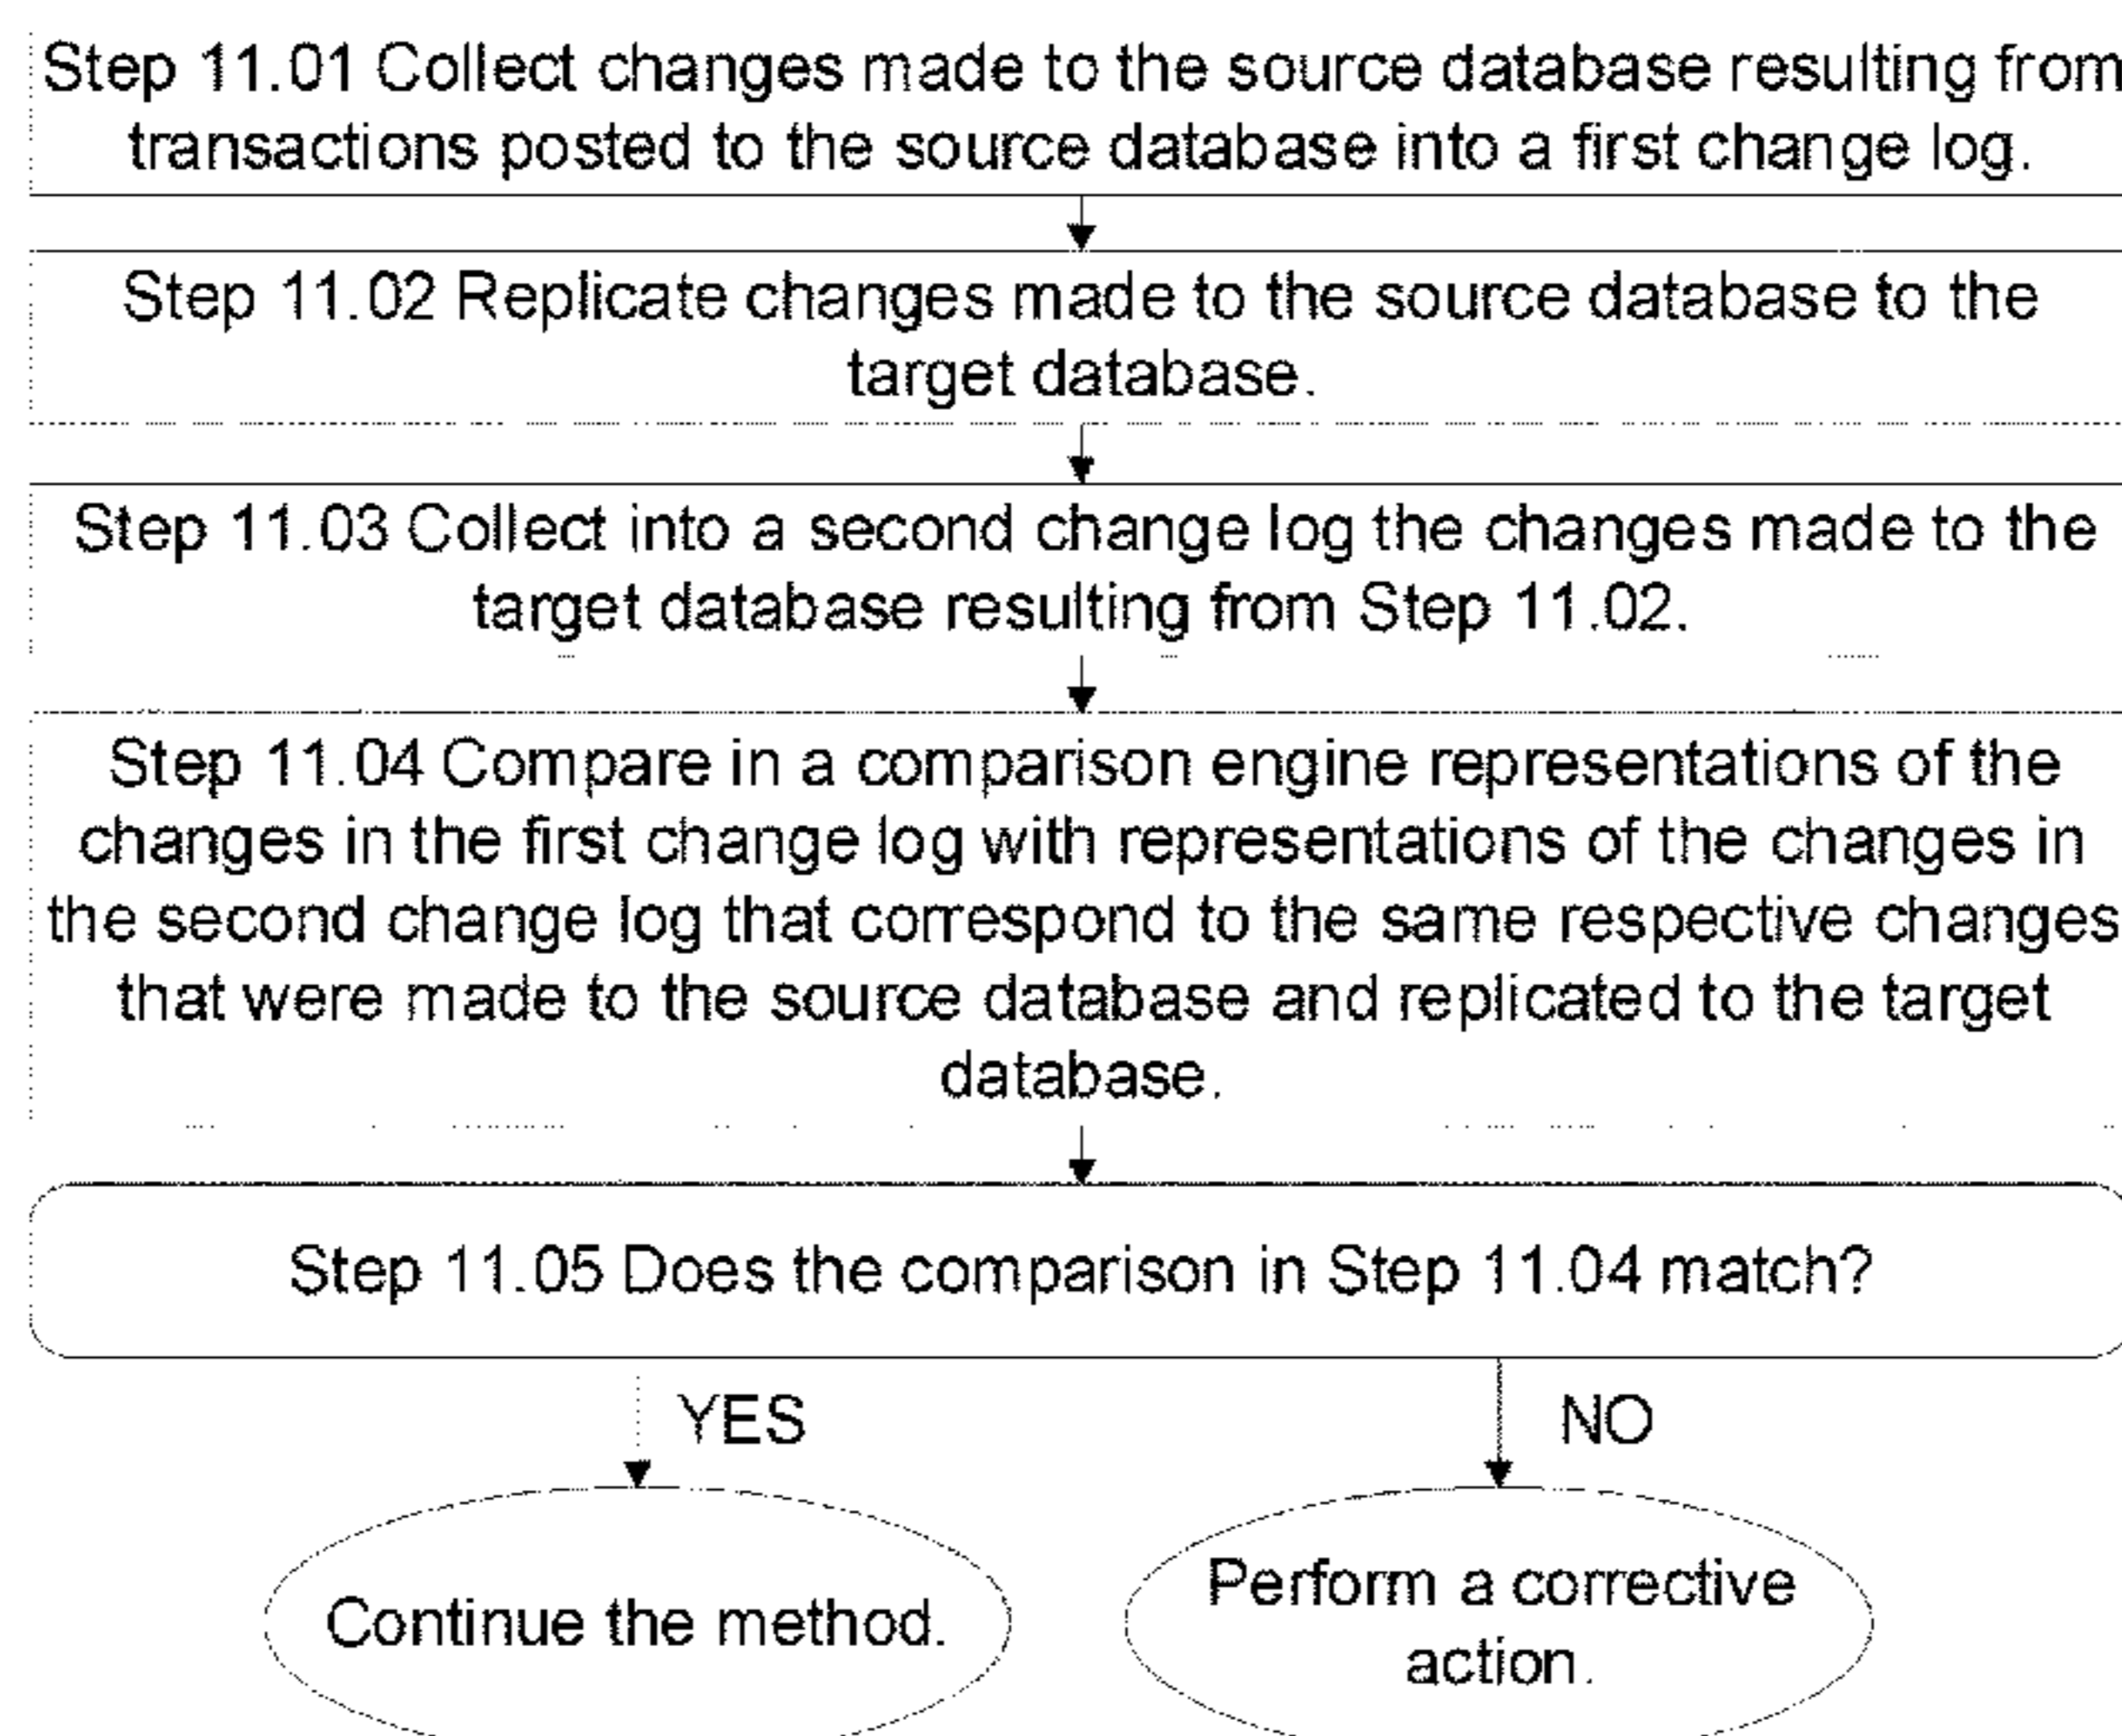 Step 11.01 Collect changes made to the source database resulting from
transactions posted to the source database into a first change log.
Step 11.02 Replicate changes made to the source database to the
target database.
Step 11.03 Collect into a second change log the changes made to the
target database resulting from Step 11.02.
Step 11.04 Compare in a comparison engine representations of the
changes in the first change log with representations of the changes in
the second change log that correspond to the same respective changes
that were made to the source database and replicated to the target
database.
Step 11.05 Does the comparison in Step 11.04 match?
YES
NO
Continue the method.
Perform a corrective
action.